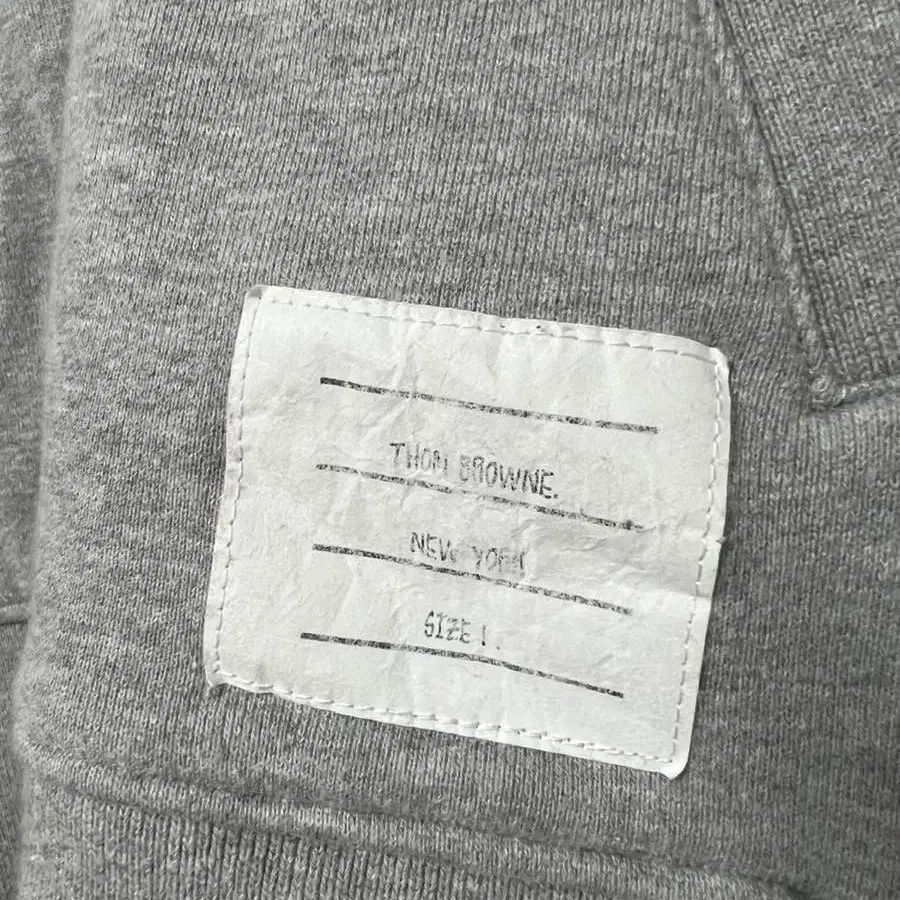 THOM BROWNE.
NEW YORK
SIZE 1.